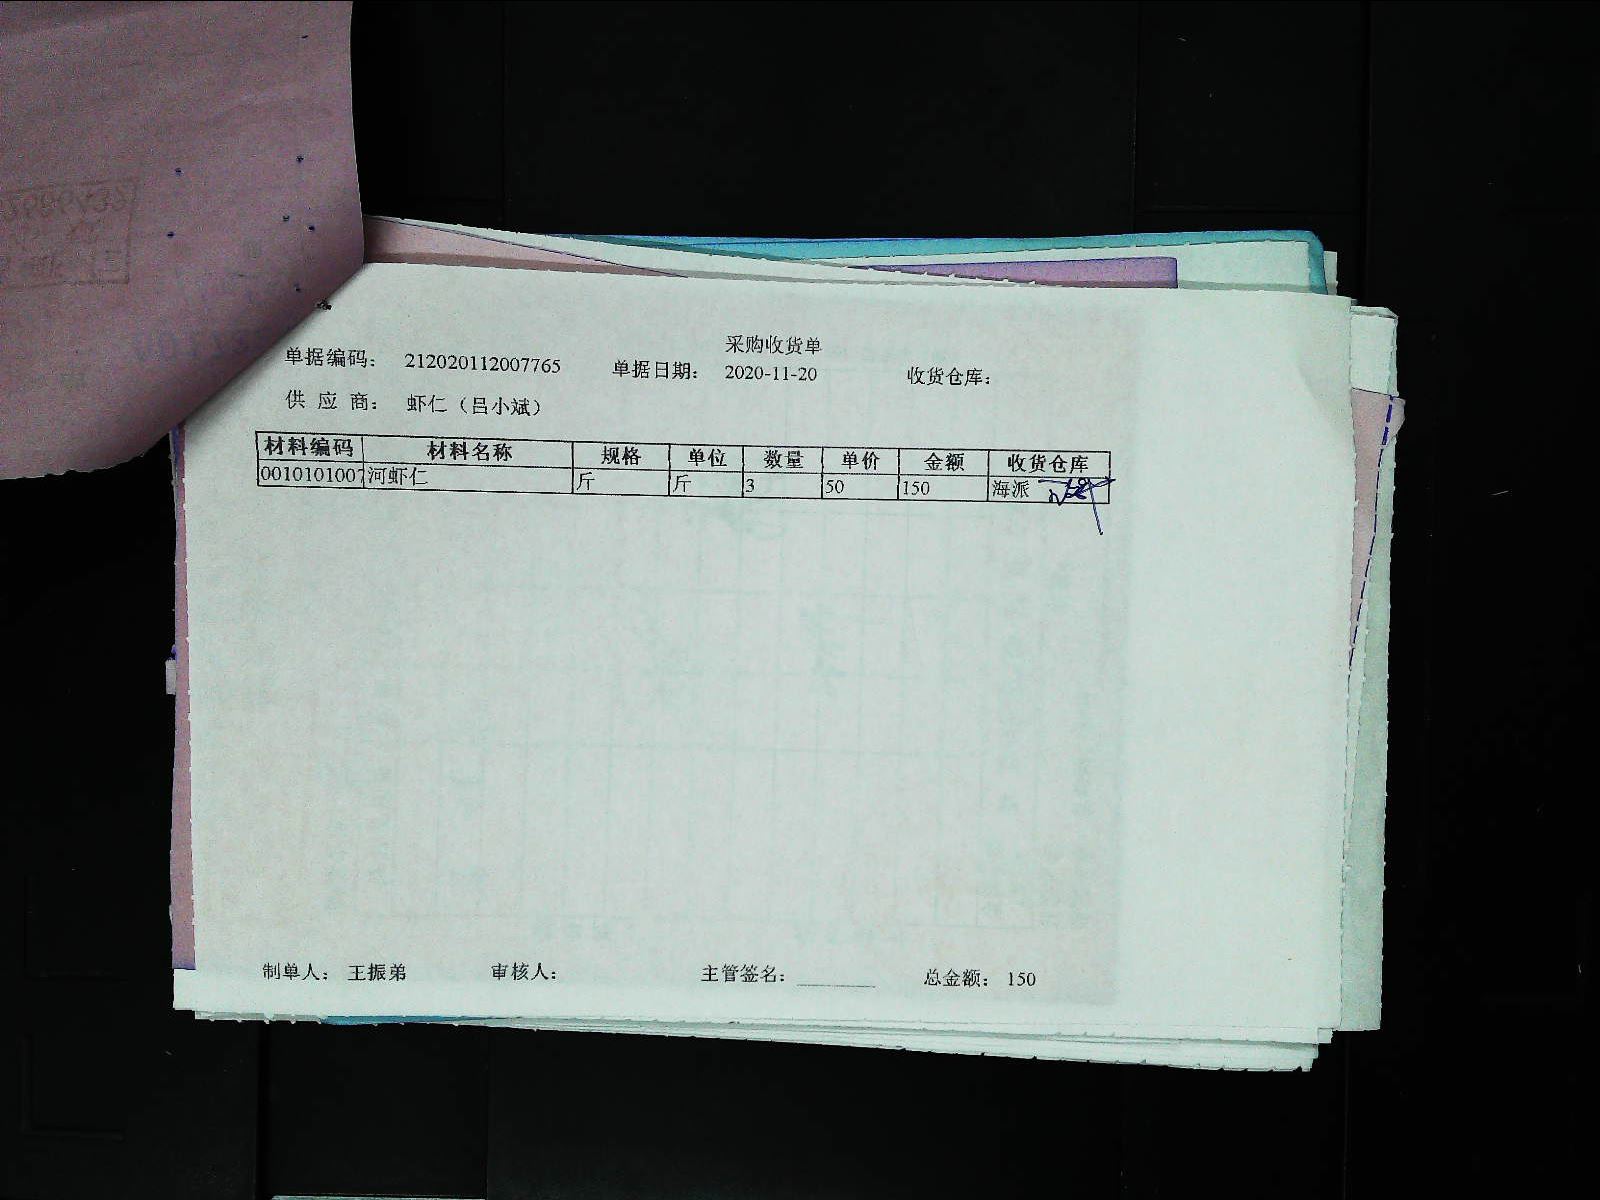 采购收货单
单据编码： 212020112007765 单据日期： 2020-11-20 收货仓库：
供 应 商： 虾仁（吕小斌）
材料编码 材料名称 规格 单位 数量 单价 金额 收货仓库
0010101007 河虾仁 斤 斤 3 50 150 海派
制单人： 王振弟 审核人： 主管签名： 总金额： 150